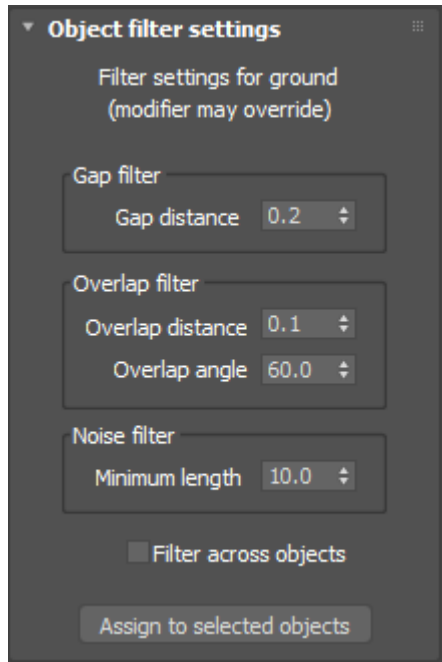 Object filter settings
Filter settings for ground
(modifier may override)
Gap filter
Gap distance 0.2
Overlap filter
Overlap distance 0.1
Overlap angle 60.0
Noise filter
Minimum length 10.0
Filter across objects
Assign to selected objects